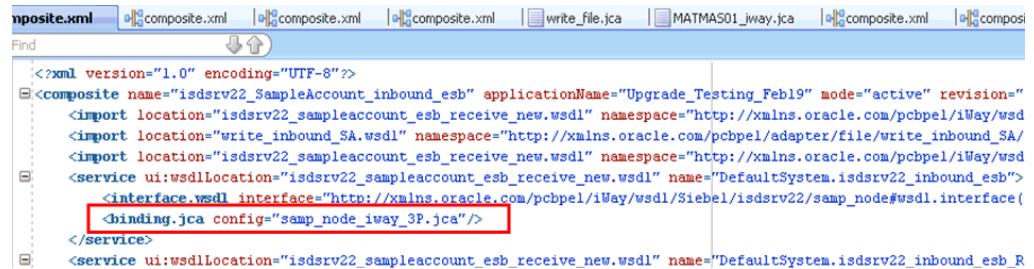 mposite.xml composite.xml composite.xml composite.xml write_file.jca MATMAS01_iway.jca composite.xml composi
Find
<?xml version="1.0" encoding="UTF-8"?>
<composite name="isdsrv22_SampleAccount_inbound_esb" applicationName="Upgrade_Testing_Feb19" mode="active" revision="
<import location="isdsrv22_sampleaccount_esb_receive_new.wsdl" namespace="http://xmlns.oracle.com/pcbpel/iWay/wsd
<import location="write_inbound_SA.wsdl" namespace="http://xmlns.oracle.com/pcbpel/adapter/file/write_inbound_SA/
<import location="isdsrv22_sampleaccount_esb_receive_new.wsdl" namespace="http://xmlns.oracle.com/pcbpel/iWay/wsd
<service ui:wsdlLocation="isdsrv22_sampleaccount_esb_receive_new.wsdl" name="DefaultSystem.isdsrv22_inbound_esb">
<interface.wsdl interface="http://xmlns.oracle.com/pcbpel/iWay/wsdl/Siebel/isdsrv22/samp_node#wsdl.interface(
<binding.jca config="samp_node_iway_3P.jca"/>
</service>
<service ui:wsdlLocation="isdsrv22_sampleaccount_esb_receive_new.wsdl" name="DefaultSystem.isdsrv22_inbound_esb_R